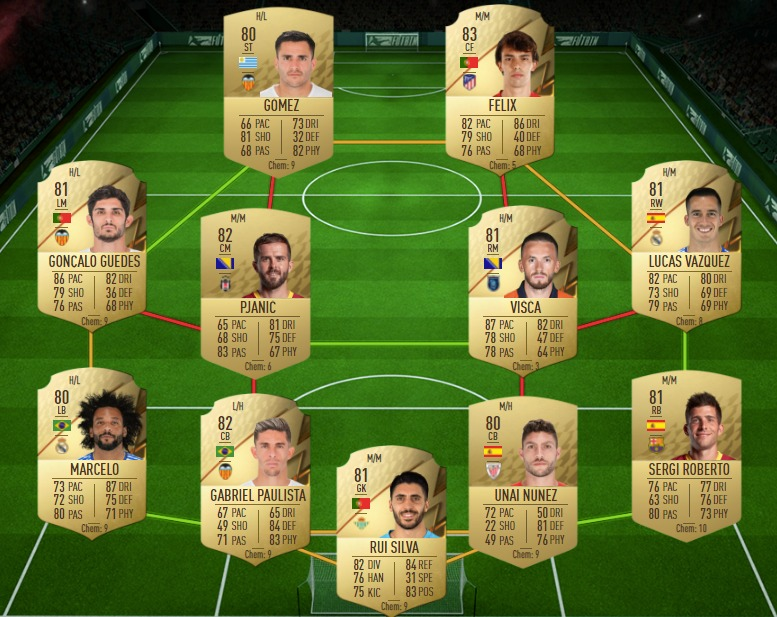 H/L
80
ST
GOMEZ
66 PAC 73 DRI
81 SHO 32 DEF
68 PAS 82 PHY
Chem: 9
M/M
83
CF
FELIX
82 PAC 86 DRI
79 SHO 40 DEF
76 PAS 68 PHY
Chem: 5
H/L
81
LM
GONÇALO GUEDES
86 PAC 82 DRI
79 SHO 36 DEF
76 PAS 68 PHY
Chem: 9
M/M
82
CM
PJANIC
65 PAC 81 DRI
68 SHO 75 DEF
83 PAS 67 PHY
Chem: 6
H/M
81
RM
VISCA
87 PAC 82 DRI
78 SHO 47 DEF
78 PAS 64 PHY
Chem: 3
H/M
81
RW
LUCAS VÁZQUEZ
82 PAC 80 DRI
73 SHO 69 DEF
79 PAS 69 PHY
Chem: 8
H/L
80
LB
MARCELO
73 PAC 87 DRI
72 SHO 75 DEF
80 PAS 71 PHY
Chem: 9
L/H
82
CB
GABRIEL PAULISTA
67 PAC 65 DRI
49 SHO 84 DEF
71 PAS 83 PHY
Chem: 9
M/M
81
GK
RUI SILVA
82 DIV 84 REF
76 HAN 31 SPE
75 KIC 83 POS
Chem: 9
M/H
80
CB
UNAI NUNEZ
72 PAC 50 DRI
22 SHO 81 DEF
49 PAS 76 PHY
Chem: 9
M/M
81
RB
SERGI ROBERTO
76 PAC 77 DRI
63 SHO 76 DEF
80 PAS 73 PHY
Chem: 10